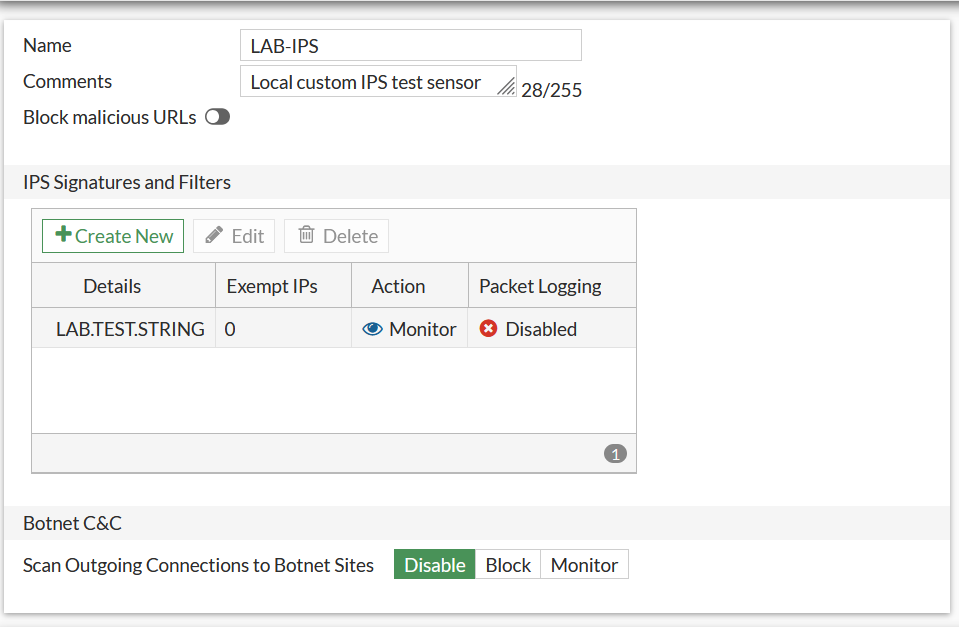 Name LAB-IPS
Comments Local custom IPS test sensor 28/255
Block malicious URLs
IPS Signatures and Filters
Create New Edit Delete
Details Exempt IPs Action Packet Logging
LAB.TEST.STRING 0 Monitor Disabled
1
Botnet C&C
Scan Outgoing Connections to Botnet Sites Disable Block Monitor